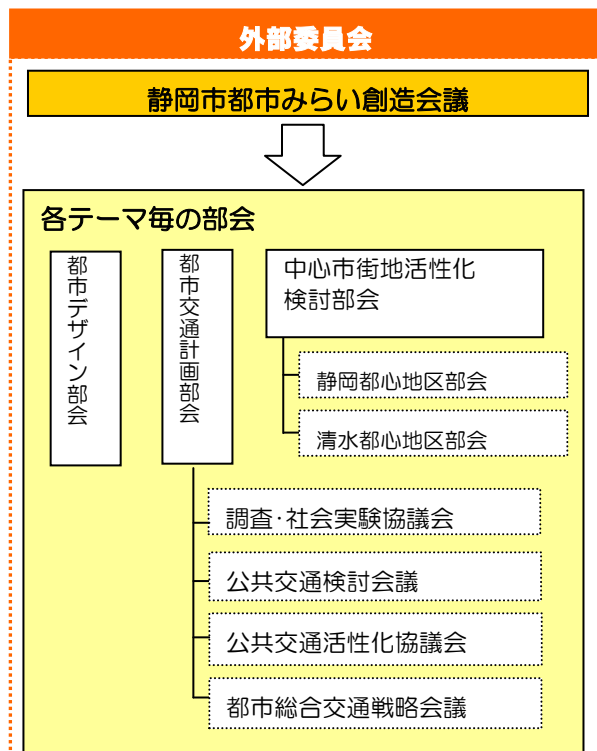 外部委員会
静岡市都市みらい創造会議
各テーマ毎の部会
都市デザイン部会
都市交通計画部会
中心市街地活性化
検討部会
静岡都心地区部会
清水都心地区部会
調査･社会実験協議会
公共交通検討会議
公共交通活性化協議会
都市総合交通戦略会議